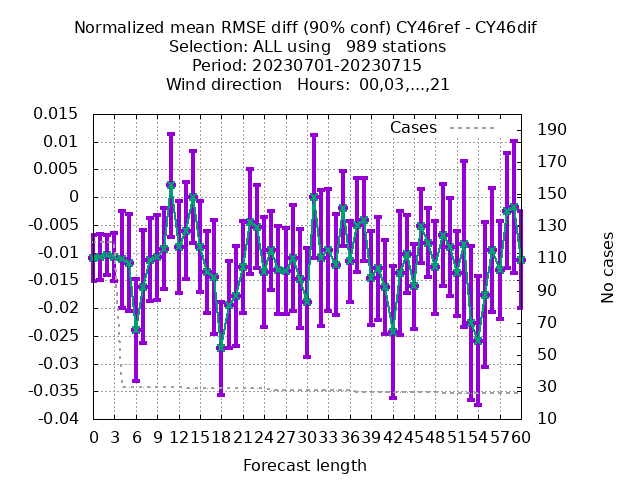 Normalized mean RMSE diff (90% conf) CY46ref - CY46dif
Selection: ALL using   989 stations
Period: 20230701-20230715
Wind direction   Hours:  00,03,...,21
Cases
0.015
0.01
0.005
0
-0.005
-0.01
-0.015
-0.02
-0.025
-0.03
-0.035
-0.04
190
170
150
130
110
90
70
50
30
10
No cases
0 3 6 9 12 15 18 21 24 27 30 33 36 39 42 45 48 51 54 57 60
Forecast length